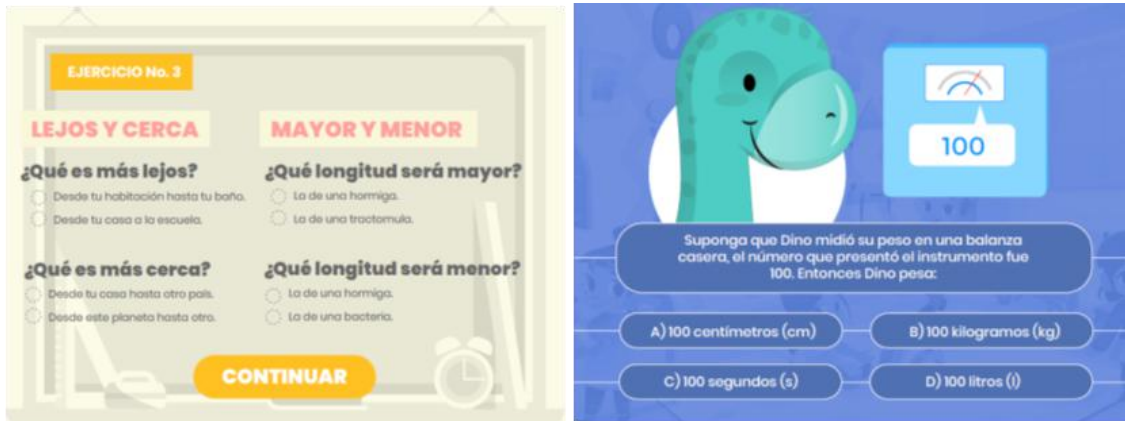 EJERCICIO No. 3
LEJOS Y CERCA
¿Qué es más lejos?
Desde tu habitación hasta tu baño.
Desde tu casa a la escuela.
¿Qué es más cerca?
Desde tu casa hasta otro país.
Desde este planeta hasta otro.
MAYOR Y MENOR
¿Qué longitud será mayor?
La de una hormiga.
La de una tractomula.
¿Qué longitud será menor?
La de una hormiga.
La de una bacteria.
CONTINUAR
100
Suponga que Dino midió su peso en una balanza
casera, el número que presentó el instrumento fue
100. Entonces Dino pesa:
A) 100 centímetros (cm)
B) 100 kilogramos (kg)
C) 100 segundos (s)
D) 100 litros (l)